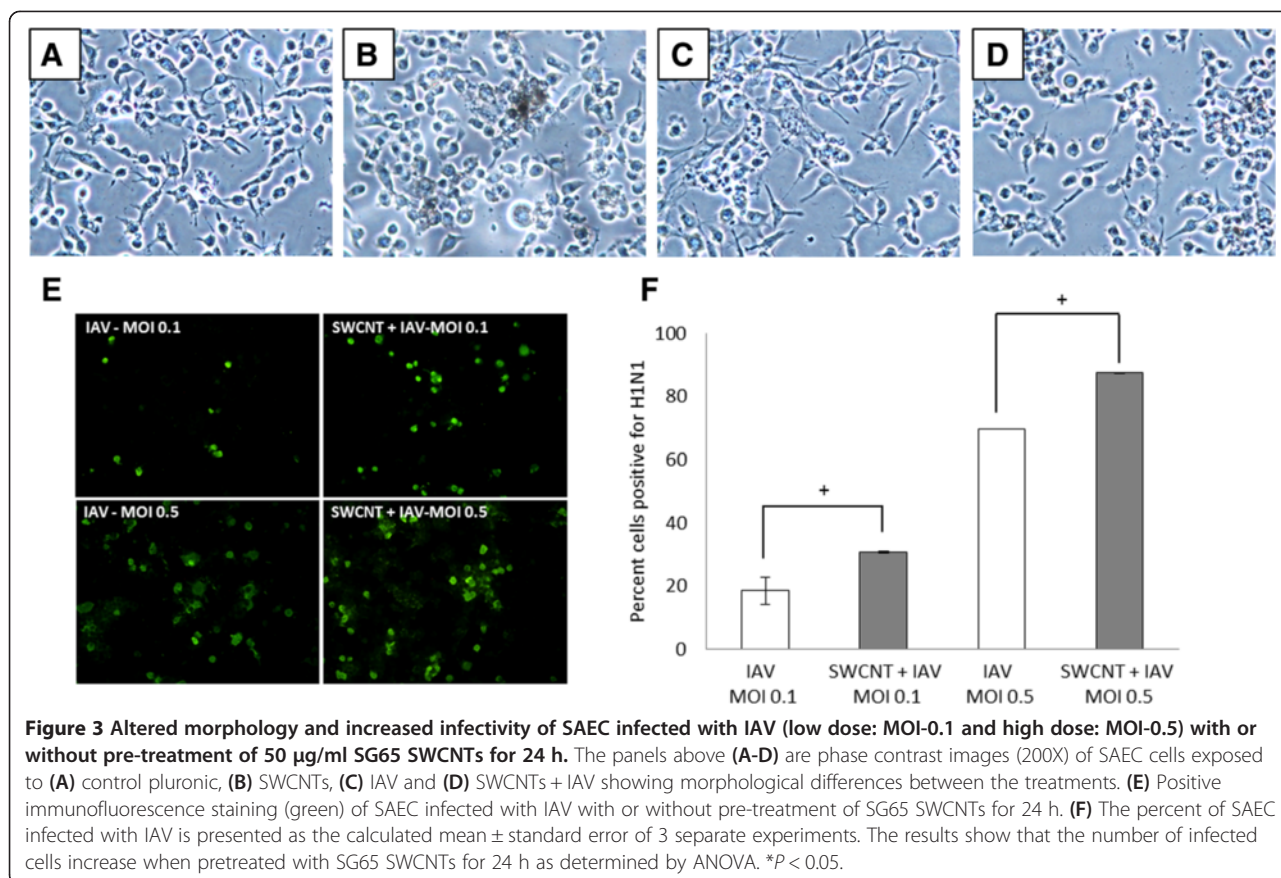 A
B
C
D
E
IAV - MOI 0.1
SWCNT + IAV-MOI 0.1
IAV - MOI 0.5
SWCNT + IAV-MOI 0.5
F
Percent cells positive for H1N1
100
80
60
40
20
0
+
+
IAV
MOI 0.1
SWCNT + IAV
MOI 0.1
IAV
MOI 0.5
SWCNT + IAV
MOI 0.5
Figure 3 Altered morphology and increased infectivity of SAEC infected with IAV (low dose: MOI-0.1 and high dose: MOI-0.5) with or
without pre-treatment of 50 μg/ml SG65 SWCNTs for 24 h. The panels above (A-D) are phase contrast images (200X) of SAEC cells exposed
to (A) control pluronic, (B) SWCNTs, (C) IAV and (D) SWCNTs + IAV showing morphological differences between the treatments. (E) Positive
immunofluorescence staining (green) of SAEC infected with IAV with or without pre-treatment of SG65 SWCNTs for 24 h. (F) The percent of SAEC
infected with IAV is presented as the calculated mean ± standard error of 3 separate experiments. The results show that the number of infected
cells increase when pretreated with SG65 SWCNTs for 24 h as determined by ANOVA. *P < 0.05.